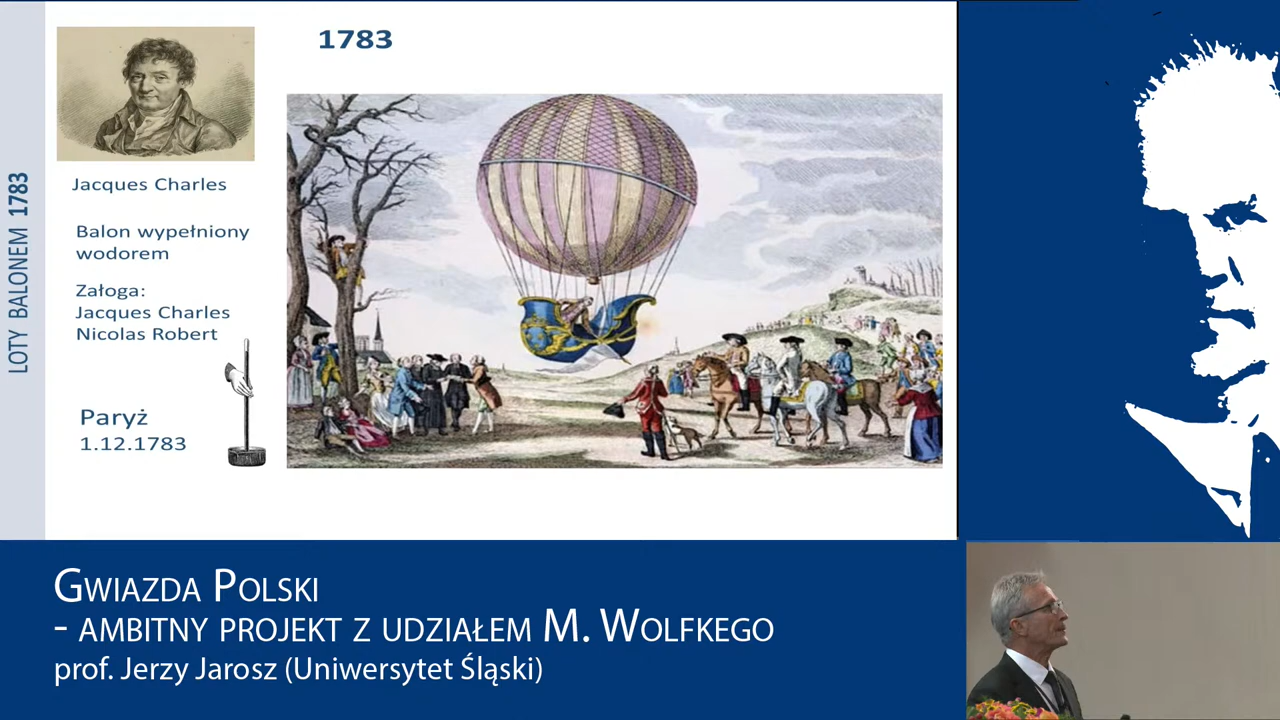 LOTY BALONEM 1783
1783
Jacques Charles
Balon wypełniony
wodorem
Załoga:
Jacques Charles
Nicolas Robert
Paryż
1.12.1783
Gwiazda Polski
- ambitny projekt z udziałem M. Wolfkego
prof. Jerzy Jarosz (Uniwersytet Śląski)